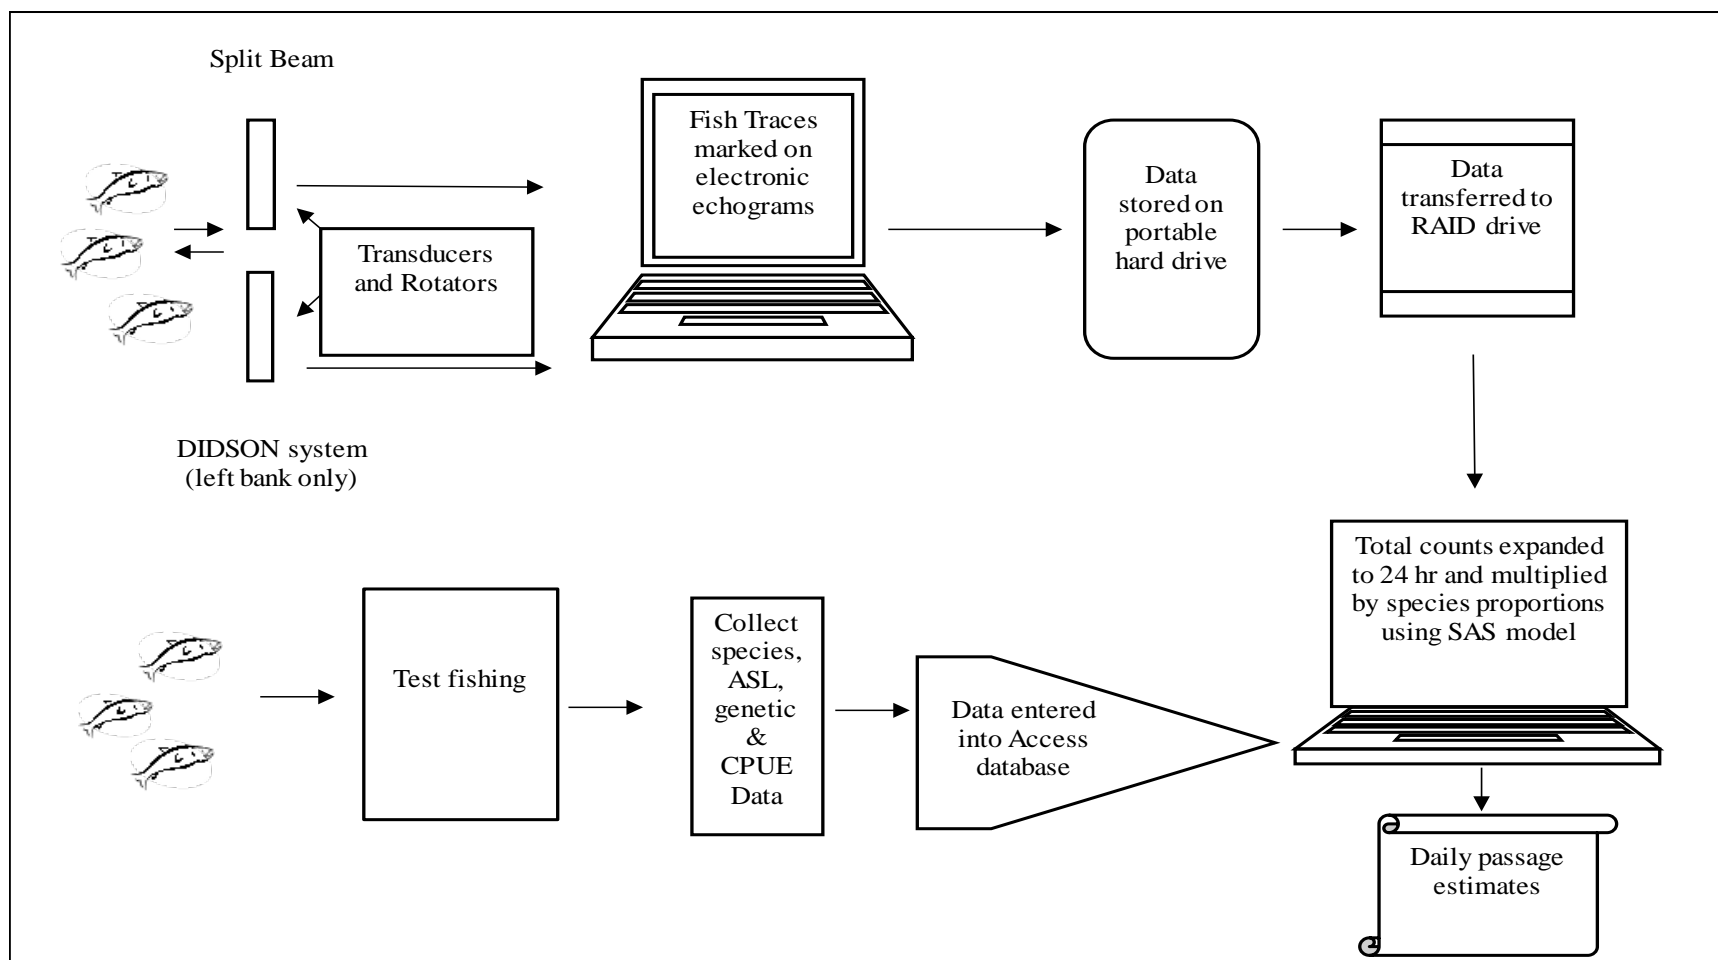 Split Beam
Fish Traces
marked on
electronic
echograms
Data
stored on
portable
hard drive
Data
transferred to
RAID drive
Transducers
and Rotators
DIDSON system
(left bank only)
Total counts expanded
to 24 hr and multiplied
by species proportions
using SAS model
Test fishing
Collect
species,
ASL,
genetic
&
CPUE
Data
Data entered
into Access
database
Daily passage
estimates